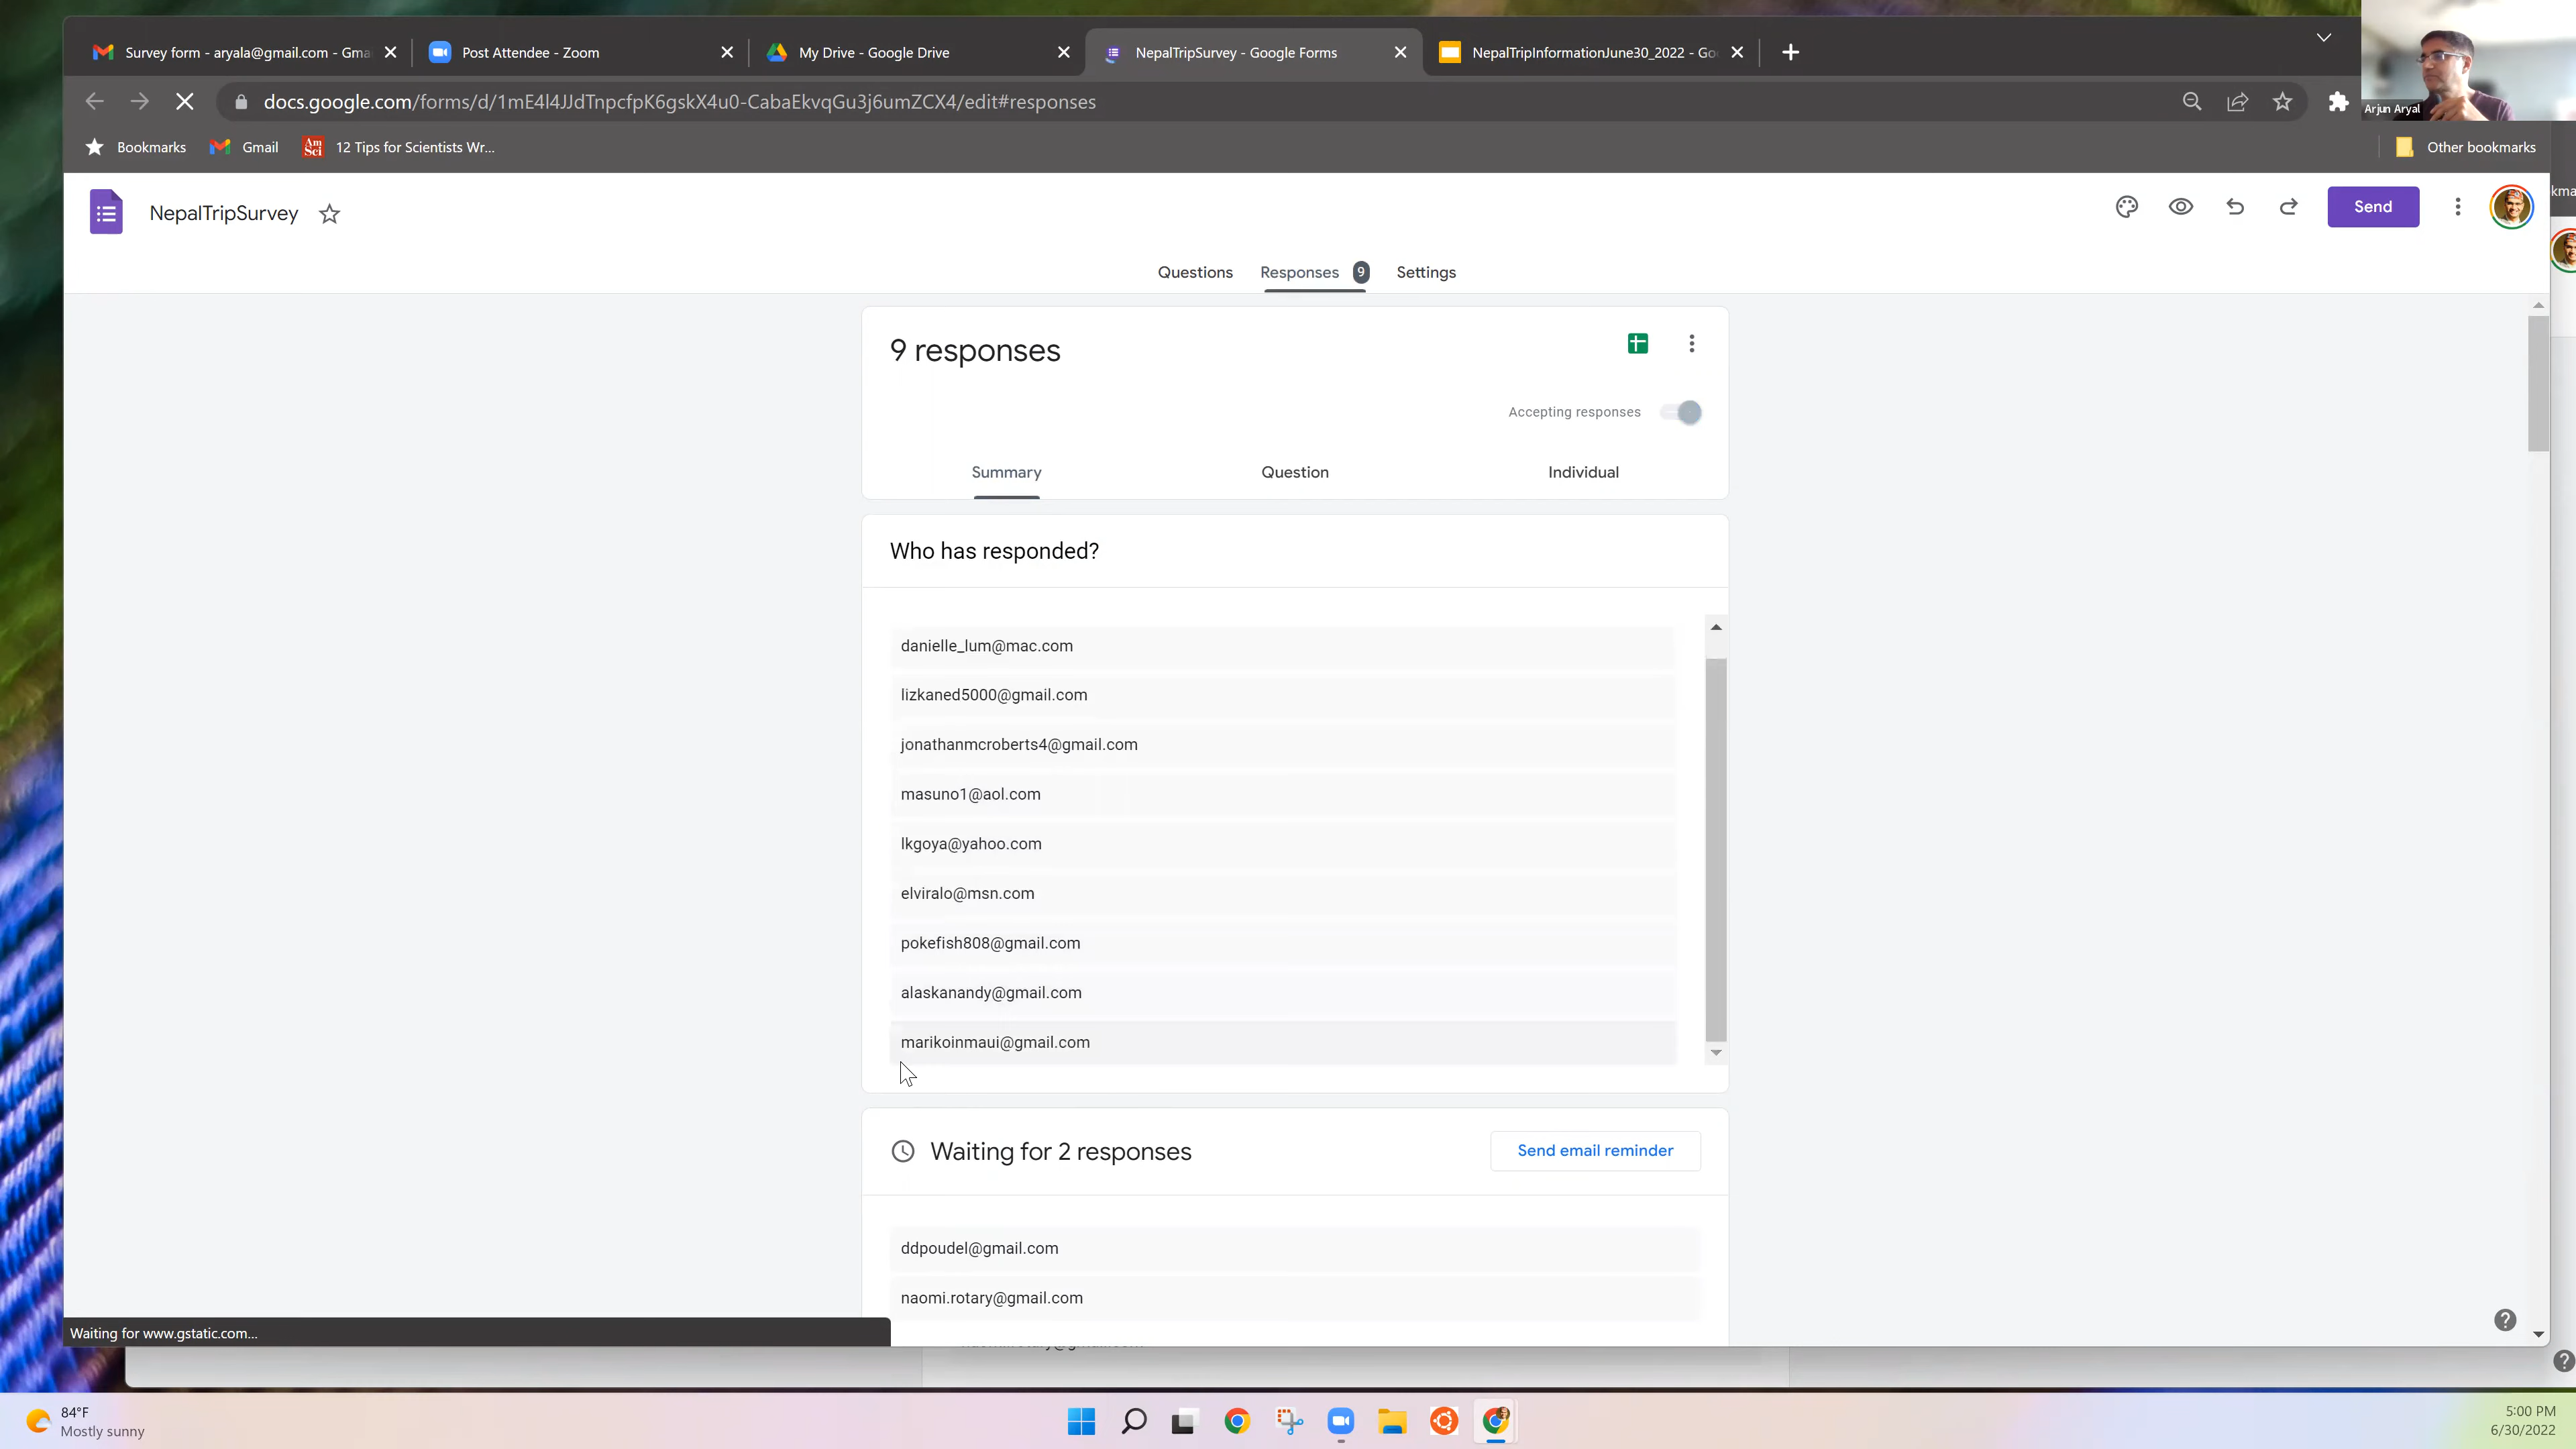 Survey form - aryala@gmail.com - Gma
Post Attendee - Zoom
My Drive - Google Drive
NepalTripSurvey - Google Forms
NepalTripInformationJune30_2022 - Go
docs.google.com/forms/d/1mE4l4JJdTnpcfpK6gskX4u0-CabaEkvqGu3j6umZCX4/edit#responses
Arjun Aryal
Bookmarks
Gmail
Am Sci
12 Tips for Scientists Wr...
Other bookmarks
kma
NepalTripSurvey
Send
Questions
Responses 9
Settings
9 responses
Accepting responses
Summary
Question
Individual
Who has responded?
danielle_lum@mac.com
lizkaned5000@gmail.com
jonathanmcroberts4@gmail.com
masuno1@aol.com
lkgoya@yahoo.com
elviralo@msn.com
pokefish808@gmail.com
alaskanandy@gmail.com
marikoinmaui@gmail.com
Waiting for 2 responses
Send email reminder
ddpoudel@gmail.com
naomi.rotary@gmail.com
Waiting for www.gstatic.com...
84°F
Mostly sunny
5:00 PM
6/30/2022